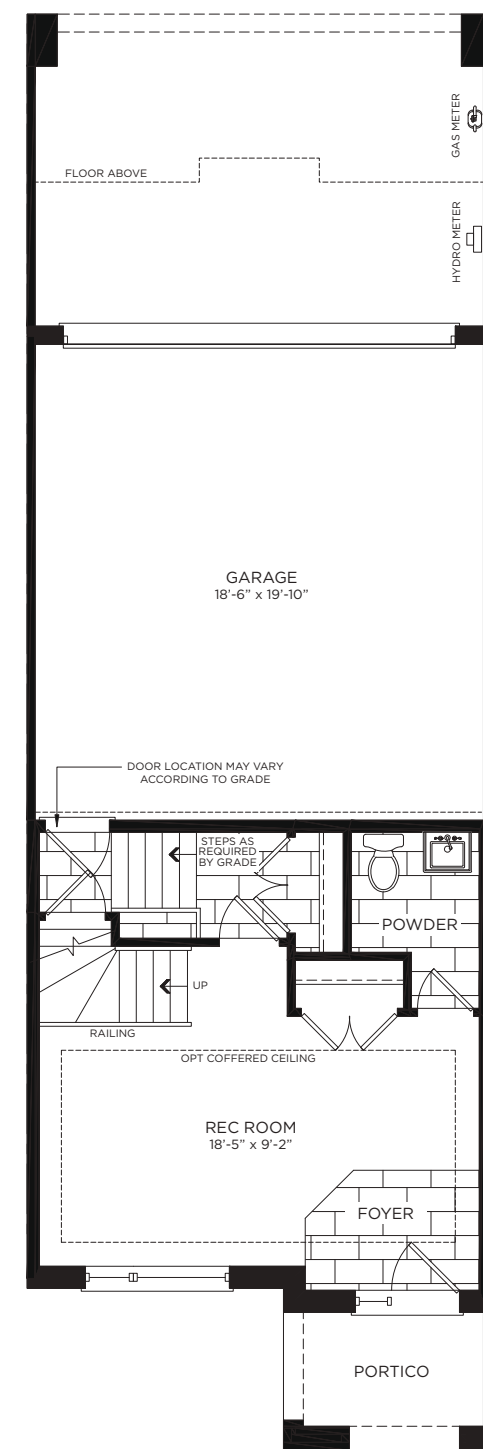 GAS METER
FLOOR ABOVE
HYDRO METER
GARAGE
18'-6" x 19'-10"
DOOR LOCATION MAY VARY
ACCORDING TO GRADE
STEPS AS
REQUIRED
BY GRADE
POWDER
UP
RAILING
OPT COFFERED CEILING
REC ROOM
18'-5" x 9'-2"
FOYER
PORTICO